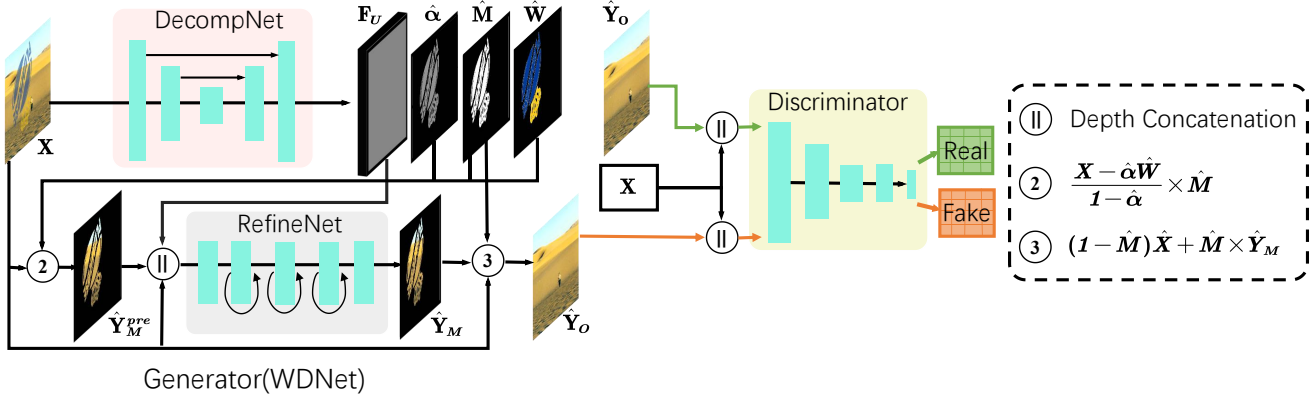 DecompNet
F_U
α̂
M̂
Ŵ
Ŷ_O
X
Discriminator
||
Real
X
Fake
||
|| Depth Concatenation
2 (X − α̂Ŵ)/(1 − α̂) × M̂
3 (1 − M̂)X̂ + M̂ × Ŷ_M
RefineNet
2
||
3
Ŷ_M^pre
Ŷ_M
Ŷ_O
Generator(WDNet)